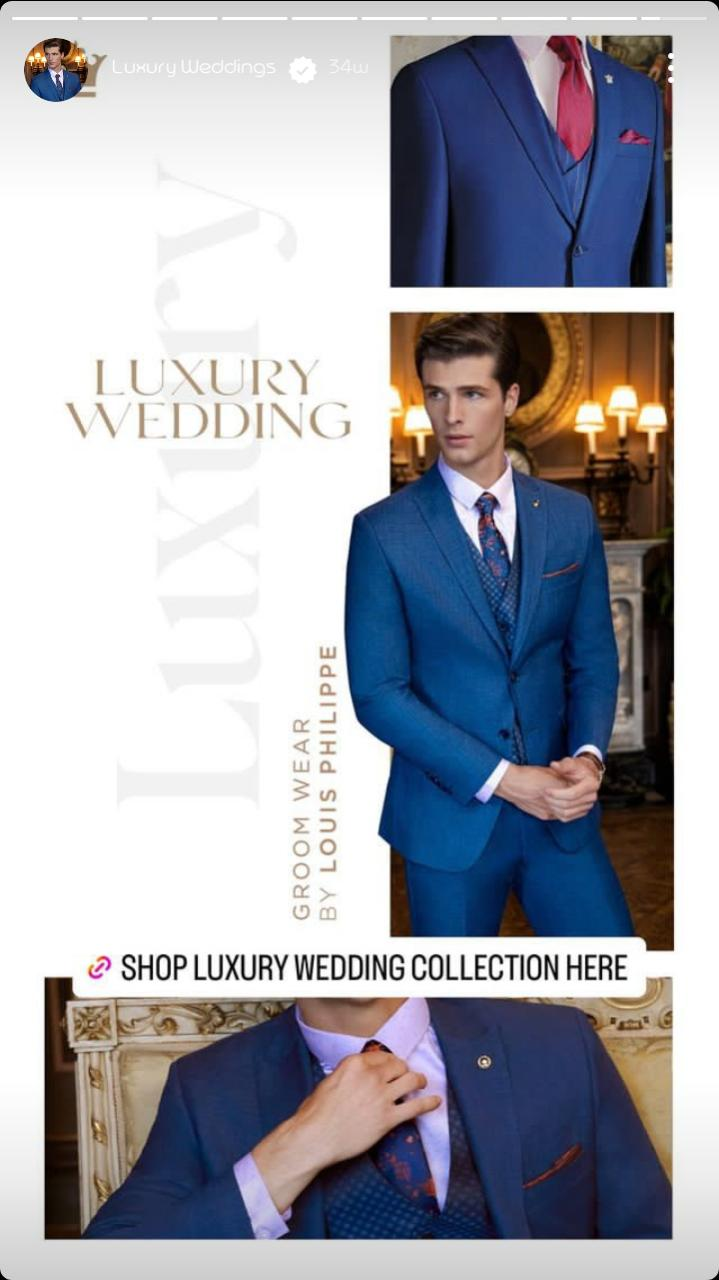 Luxury Weddings 34w
Luxury
LUXURY
WEDDING
GROOM WEAR
BY LOUIS PHILIPPE
SHOP LUXURY WEDDING COLLECTION HERE